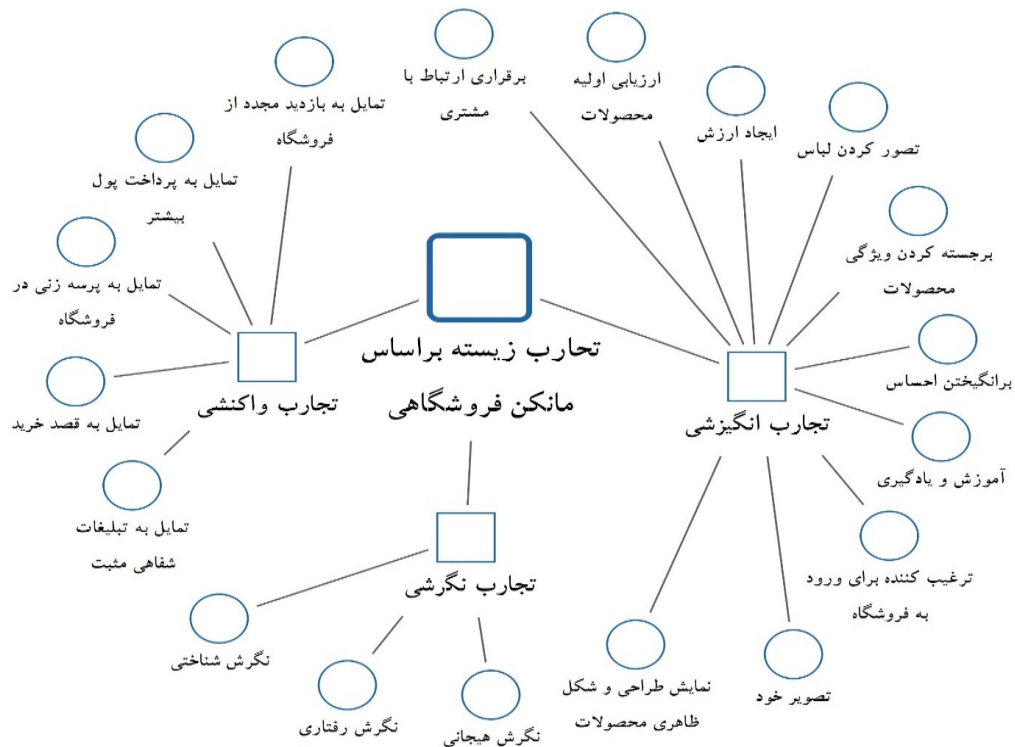 برقراری ارتباط با
مشتری
ارزیابی اولیه
محصولات
ایجاد ارزش
تصور کردن لباس
برجسته کردن ویژگی
محصولات
برانگیختن احساس
آموزش و یادگیری
ترغیب کننده برای ورود
به فروشگاه
تصویر خود
نمایش طراحی و شکل
ظاهری محصولات
تجارب انگیزشی
تحارب زیسته براساس
مانکن فروشگاهی
تمایل به بازدید مجدد از
فروشگاه
تمایل به پرداخت پول
بیشتر
تمایل به پرسه زنی در
فروشگاه
تمایل به قصد خرید
تمایل به تبلیغات
شفاهی مثبت
تجارب واکنشی
تجارب نگرشی
نگرش شناختی
نگرش رفتاری
نگرش هیجانی